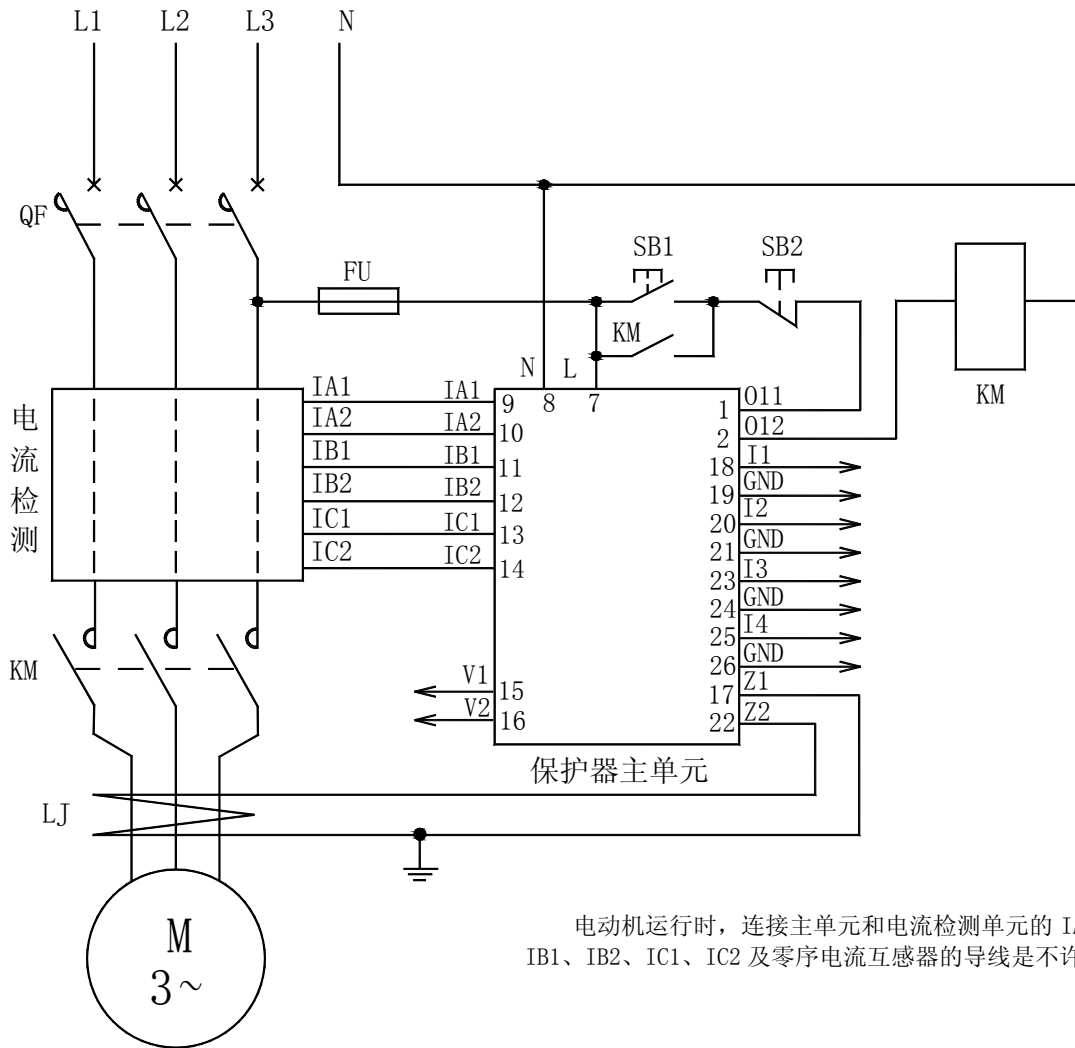 L1 L2 L3 N
QF
FU
SB1 SB2
KM
KM
N L
8 7
电流检测
IA1 IA1 9
IA2 IA2 10
IB1 IB1 11
IB2 IB2 12
IC1 IC1 13
IC2 IC2 14
1 O11
2 O12
18 I1
19 GND
20 I2
21 GND
23 I3
24 GND
25 I4
26 GND
17 Z1
22 Z2
KM
V1 15
V2 16
保护器主单元
LJ
M
3~
电动机运行时，连接主单元和电流检测单元的 IA
IB1、IB2、IC1、IC2 及零序电流互感器的导线是不许